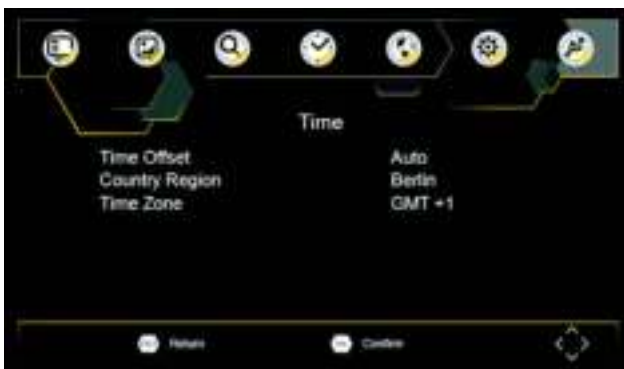 Time
Time Offset Auto
Country Region Berlin
Time Zone GMT +1
Return Confirm